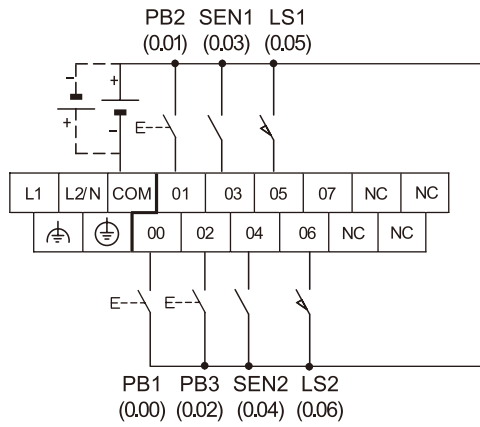 PB2 SEN1 LS1
(0.01) (0.03) (0.05)
- +
+ -
E
L1 L2/N COM 01 03 05 07 NC NC
00 02 04 06 NC NC
E E
PB1 PB3 SEN2 LS2
(0.00) (0.02) (0.04) (0.06)